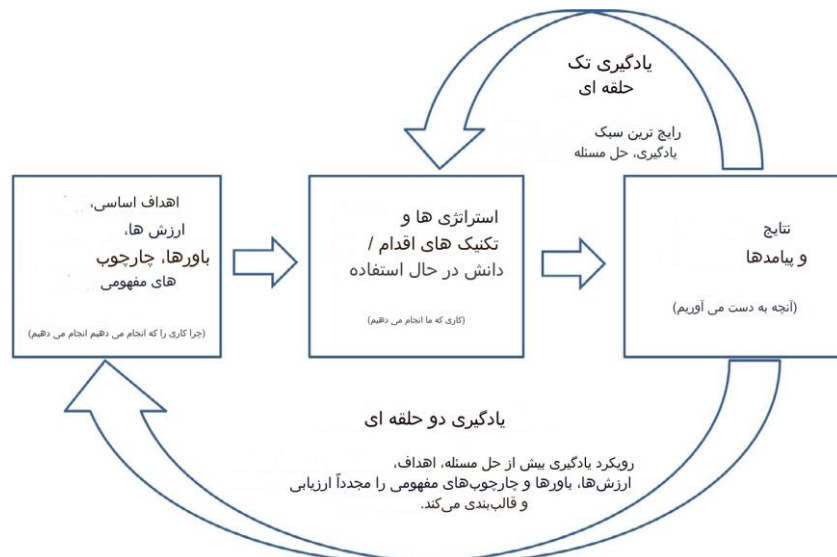 یادگیری تک
حلقه ای
رایج ترین سبک
یادگیری، حل مسئله
اهداف اساسی،
ارزش ها،
باورها، چارچوب
های مفهومی
(چرا کاری را که انجام می دهیم انجام می دهیم)
استراتژی ها و
تکنیک های اقدام /
دانش در حال استفاده
(کاری که ما انجام می دهیم)
نتایج
و پیامدها
(آنچه به دست می آوریم)
یادگیری دو حلقه ای
رویکرد یادگیری بیش از حل مسئله، اهداف،
ارزش‌ها، باورها و چارچوب‌های مفهومی را مجدداً ارزیابی
و قالب‌بندی می‌کند.